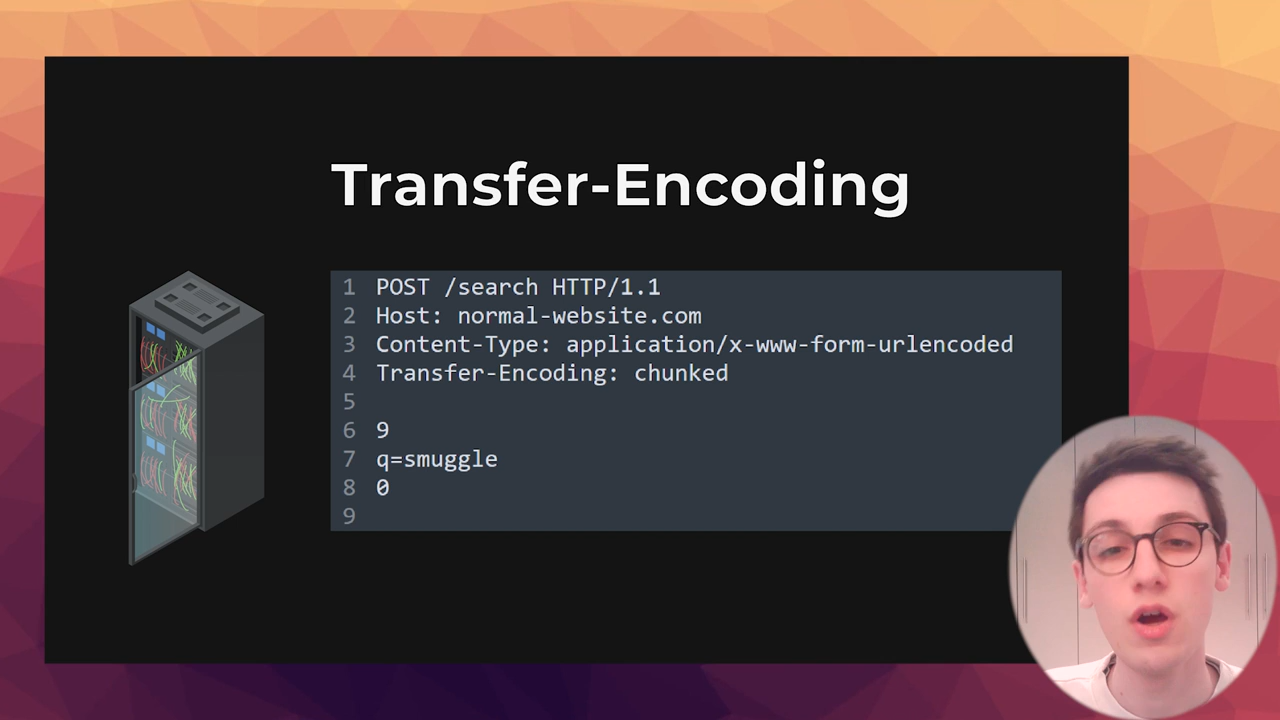 Transfer-Encoding
1 POST /search HTTP/1.1
2 Host: normal-website.com
3 Content-Type: application/x-www-form-urlencoded
4 Transfer-Encoding: chunked
5
6 9
7 q=smuggle
8 0
9